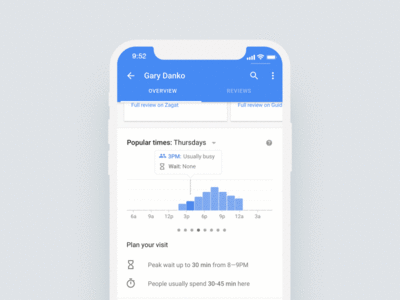 9:52
Gary Danko
OVERVIEW
REVIEWS
Full review on Zagat
Full review on Gu
Popular times: Thursdays
5PM: Usually busy
Wait: None
6a 9a 12p 3p 6p 9p 12a 3a
Plan your visit
Peak wait up to 30 min from 8–9PM
People usually spend 30-45 min here